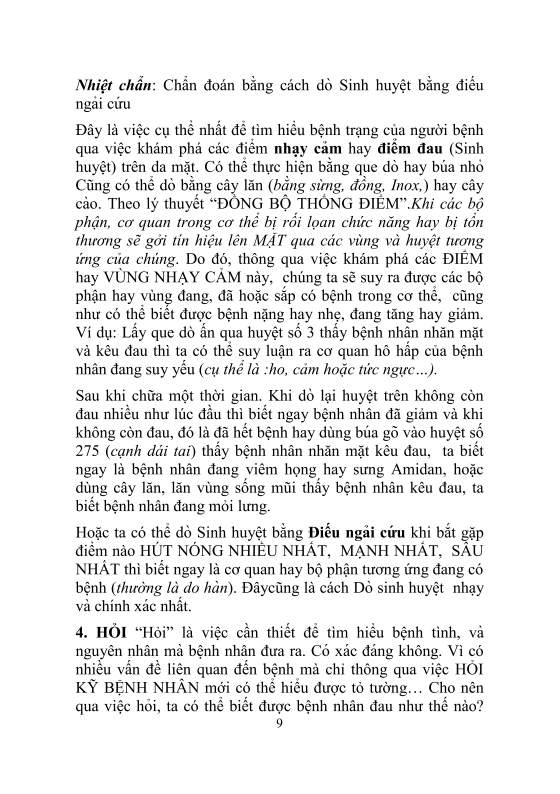 Nhiệt chẩn: Chẩn đoán bằng cách dò Sinh huyệt bằng điếu
ngải cứu
Đây là việc cụ thể nhất để tìm hiểu bệnh trạng của người bệnh
qua việc khám phá các điểm nhạy cảm hay điểm đau (Sinh
huyệt) trên da mặt. Có thể thực hiện bằng que dò hay búa nhỏ
Cũng có thể dò bằng cây lăn (bằng sừng, đồng, Inox,) hay cây
cào. Theo lý thuyết “ĐỒNG BỘ THỐNG ĐIỂM”.Khi các bộ
phận, cơ quan trong cơ thể bị rối lọan chức năng hay bị tổn
thương sẽ gởi tín hiệu lên MẶT qua các vùng và huyệt tương
ứng của chúng. Do đó, thông qua việc khám phá các ĐIỂM
hay VÙNG NHẠY CẢM này, chúng ta sẽ suy ra được các bộ
phận hay vùng đang, đã hoặc sắp có bệnh trong cơ thể, cũng
như có thể biết được bệnh nặng hay nhẹ, đang tăng hay giảm.
Ví dụ: Lấy que dò ấn qua huyệt số 3 thấy bệnh nhân nhăn mặt
và kêu đau thì ta có thể suy luận ra cơ quan hô hấp của bệnh
nhân đang suy yếu (cụ thể là :ho, cảm hoặc tức ngực…).
Sau khi chữa một thời gian. Khi dò lại huyệt trên không còn
đau nhiều như lúc đầu thì biết ngay bệnh nhân đã giảm và khi
không còn đau, đó là đã hết bệnh hay dùng búa gõ vào huyệt số
275 (cạnh dái tai) thấy bệnh nhân nhăn mặt kêu đau, ta biết
ngay là bệnh nhân đang viêm họng hay sưng Amidan, hoặc
dùng cây lăn, lăn vùng sống mũi thấy bệnh nhân kêu đau, ta
biết bệnh nhân đang mỏi lưng.
Hoặc ta có thể dò Sinh huyệt bằng Điếu ngải cứu khi bắt gặp
điểm nào HÚT NÓNG NHIỀU NHẤT, MẠNH NHẤT, SÂU
NHẤT thì biết ngay là cơ quan hay bộ phận tương ứng đang có
bệnh (thường là do hàn). Đâycũng là cách Dò sinh huyệt nhạy
và chính xác nhất.
4. HỎI “Hỏi” là việc cần thiết để tìm hiểu bệnh tình, và
nguyên nhân mà bệnh nhân đưa ra. Có xác đáng không. Vì có
nhiều vấn đề liên quan đến bệnh mà chỉ thông qua việc HỎI
KỸ BỆNH NHÂN mới có thể hiểu được tỏ tường… Cho nên
qua việc hỏi, ta có thể biết được bệnh nhân đau như thế nào?
9